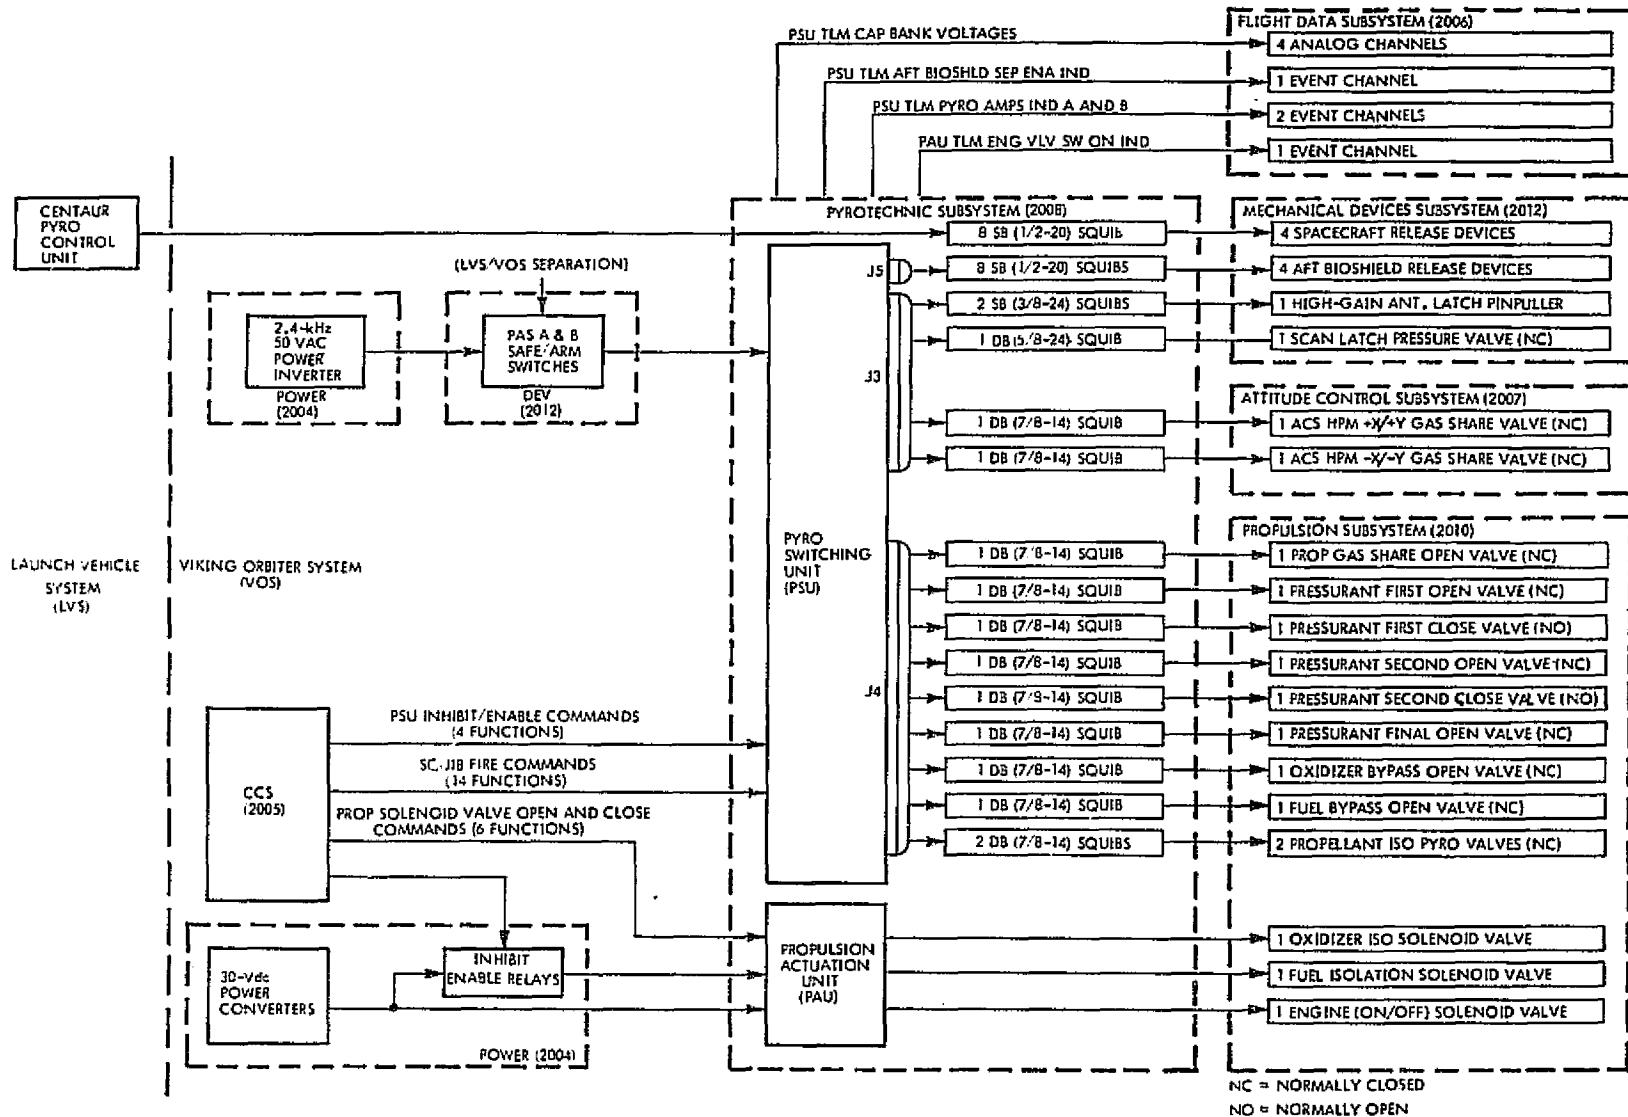 FLIGHT DATA SUBSYSTEM (2006)
PSU TLM CAP BANK VOLTAGES
4 ANALOG CHANNELS
PSU TLM AFT BIOSHLD SEP ENA IND
1 EVENT CHANNEL
PSU TLM PYRO AMPS IND A AND B
2 EVENT CHANNELS
PAU TLM ENG VLV SW ON IND
1 EVENT CHANNEL
CENTAUR
PYRO
CONTROL
UNIT
PYROTECHNIC SUBSYSTEM (2008)
MECHANICAL DEVICES SUBSYSTEM (2012)
8 SB (1/2-20) SQUIB
4 SPACECRAFT RELEASE DEVICES
J5
8 SB (1/2-20) SQUIBS
4 AFT BIOSHIELD RELEASE DEVICES
2 SB (3/8-24) SQUIBS
1 HIGH-GAIN ANT. LATCH PINPULLER
1 DB (5/8-24) SQUIB
1 SCAN LATCH PRESSURE VALVE (NC)
J3
(LVS/VOS SEPARATION)
2.4-kHz
50 VAC
POWER
INVERTER
POWER
(2004)
PAS A & B
SAFE/ARM
SWITCHES
DEV
(2012)
ATTITUDE CONTROL SUBSYSTEM (2007)
1 DB (7/8-14) SQUIB
1 ACS HPM +X/+Y GAS SHARE VALVE (NC)
1 DB (7/8-14) SQUIB
1 ACS HPM -X/-Y GAS SHARE VALVE (NC)
LAUNCH VEHICLE
SYSTEM
(LVS)
VIKING ORBITER SYSTEM
(VOS)
PYRO
SWITCHING
UNIT
(PSU)
PROPULSION SUBSYSTEM (2010)
1 DB (7/8-14) SQUIB
1 PROP GAS SHARE OPEN VALVE (NC)
1 DB (7/8-14) SQUIB
1 PRESSURANT FIRST OPEN VALVE (NC)
1 DB (7/8-14) SQUIB
1 PRESSURANT FIRST CLOSE VALVE (NO)
1 DB (7/8-14) SQUIB
1 PRESSURANT SECOND OPEN VALVE (NC)
J4
1 DB (7/8-14) SQUIB
1 PRESSURANT SECOND CLOSE VALVE (NO)
1 DB (7/8-14) SQUIB
1 PRESSURANT FINAL OPEN VALVE (NC)
1 DB (7/8-14) SQUIB
1 OXIDIZER BYPASS OPEN VALVE (NC)
1 DB (7/8-14) SQUIB
1 FUEL BYPASS OPEN VALVE (NC)
2 DB (7/8-14) SQUIBS
2 PROPELLANT ISO PYRO VALVES (NC)
CCS
(2005)
PSU INHIBIT/ENABLE COMMANDS
(4 FUNCTIONS)
FIRE COMMANDS
(14 FUNCTIONS)
PROP SOLENOID VALVE OPEN AND CLOSE
COMMANDS (6 FUNCTIONS)
30-Vdc
POWER
CONVERTERS
INHIBIT
ENABLE RELAYS
POWER (2004)
PROPULSION
ACTUATION
UNIT
(PAU)
1 OXIDIZER ISO SOLENOID VALVE
1 FUEL ISOLATION SOLENOID VALVE
1 ENGINE (ON/OFF) SOLENOID VALVE
NC = NORMALLY CLOSED
NO = NORMALLY OPEN